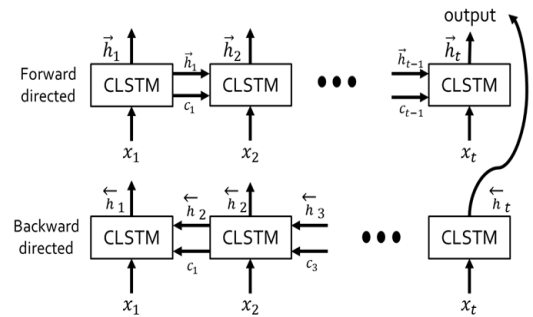 output
h⃗₁ h⃗₂ h⃗ₜ
Forward directed
CLSTM h⃗₁ CLSTM h⃗ₜ₋₁ CLSTM
c₁ cₜ₋₁
x₁ x₂ xₜ
h⃖ ₁ h⃖ ₂ h⃖ ₂ h⃖ ₃ h⃖ ₜ
Backward directed
CLSTM CLSTM CLSTM
c₁ c₃
x₁ x₂ xₜ